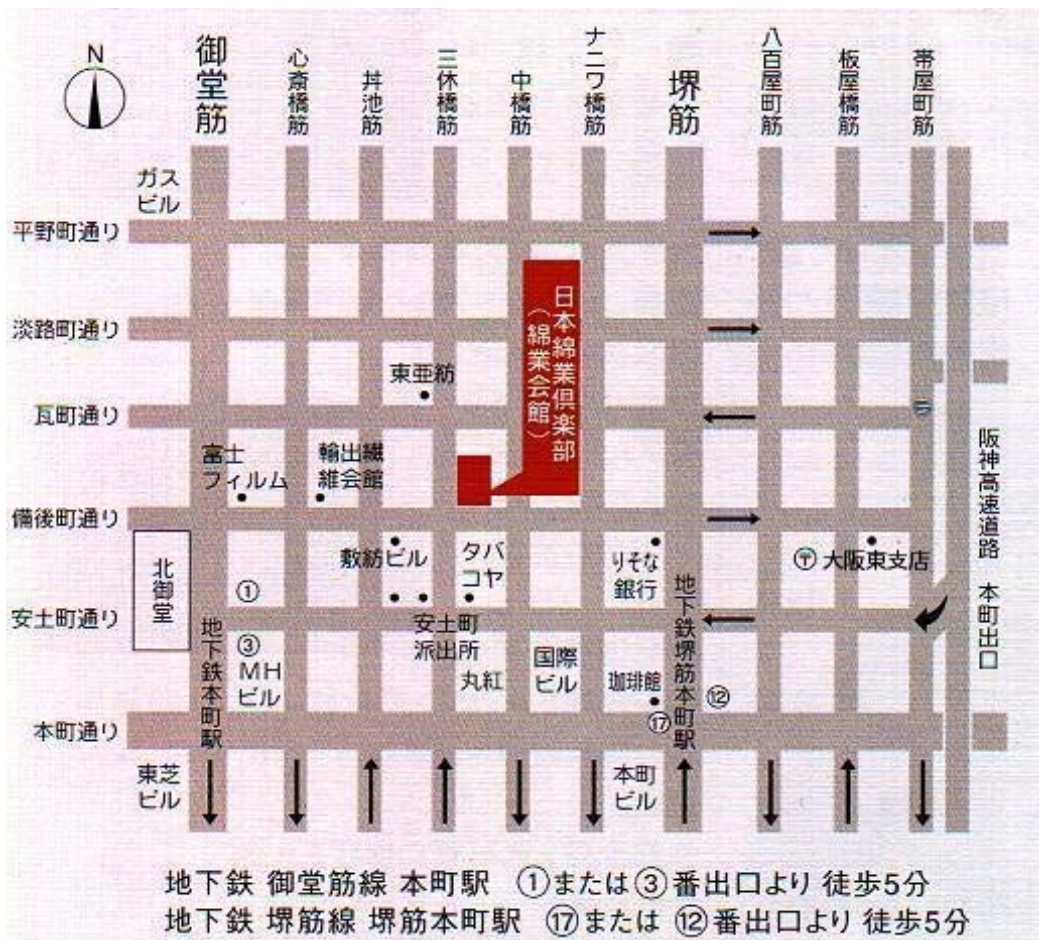 N
御堂筋
心斎橋筋
丼池筋
三休橋筋
中橋筋
ナニワ橋筋
堺筋
八百屋町筋
板屋橋筋
帯屋町筋
ガス
ビル
平野町通り
淡路町通り
日本綿業倶楽部
（綿業会館）
東亜紡
瓦町通り
富士
フィルム
輸出繊
維会館
阪神高速道路 本町出口
備後町通り
北御堂
敷紡ビル
タバ
コヤ
りそな
銀行
〒大阪東支店
①
安土町通り
安土町
派出所
地下鉄本町駅
③
MH
ビル
丸紅
国際
ビル
珈琲館
地下鉄堺筋本町駅
⑫
⑰
本町通り
東芝
ビル
本町
ビル
地下鉄 御堂筋線 本町駅 ①または③番出口より 徒歩5分
地下鉄 堺筋線 堺筋本町駅 ⑰または ⑫番出口より 徒歩5分